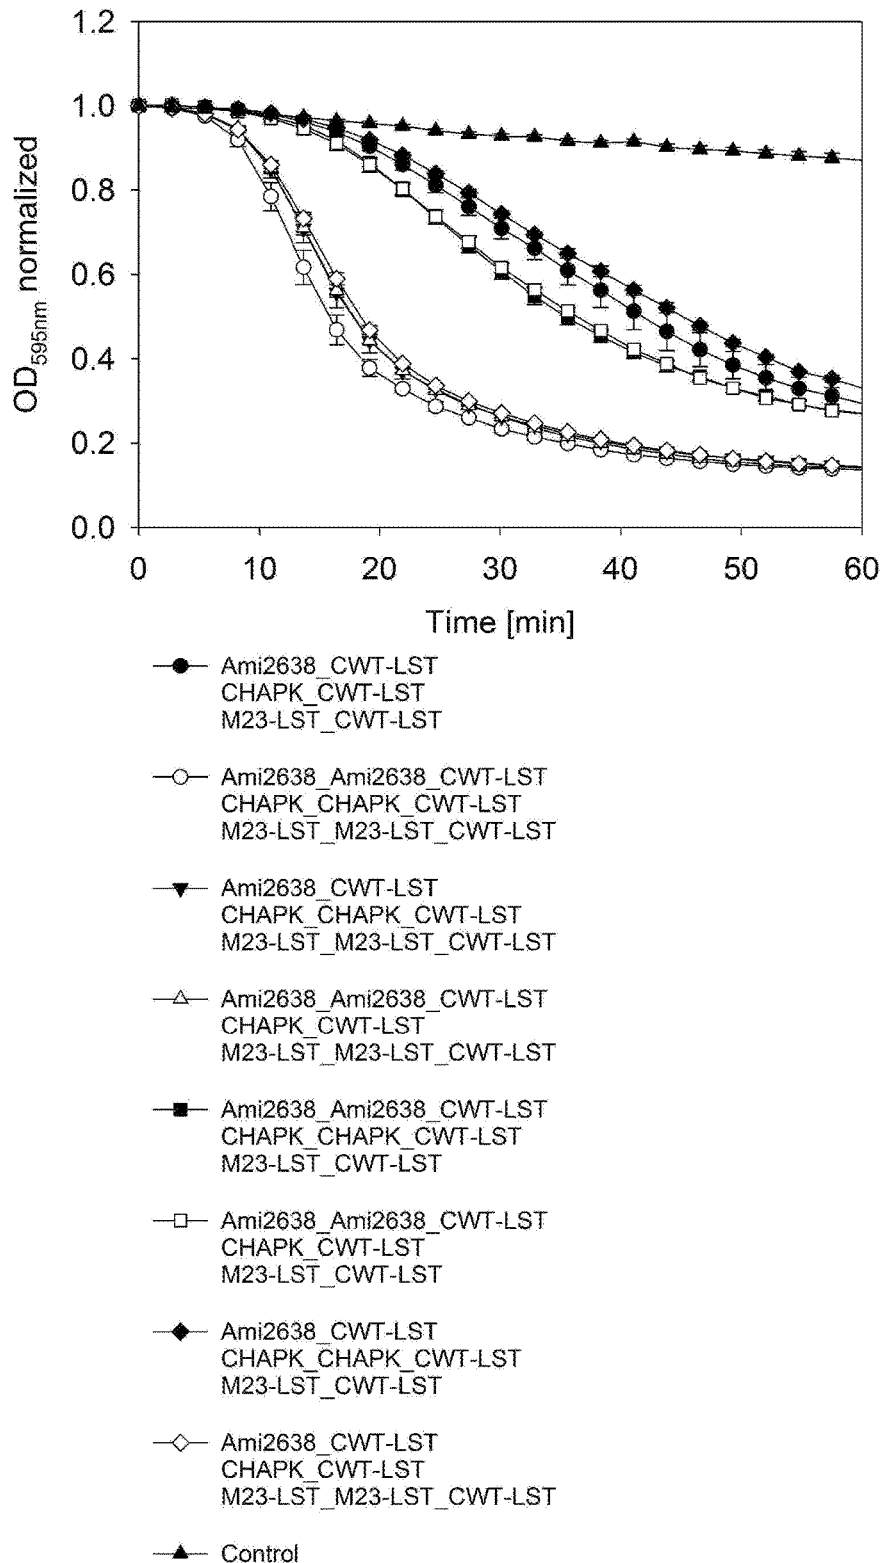 1.2
1.0
0.8
0.6
0.4
0.2
0.0
OD595nm normalized
0 10 20 30 40 50 60
Time [min]
Ami2638_CWT-LST
CHAPK_CWT-LST
M23-LST_CWT-LST
Ami2638_Ami2638_CWT-LST
CHAPK_CHAPK_CWT-LST
M23-LST_M23-LST_CWT-LST
Ami2638_CWT-LST
CHAPK_CHAPK_CWT-LST
M23-LST_M23-LST_CWT-LST
Ami2638_Ami2638_CWT-LST
CHAPK_CWT-LST
M23-LST_M23-LST_CWT-LST
Ami2638_Ami2638_CWT-LST
CHAPK_CHAPK_CWT-LST
M23-LST_CWT-LST
Ami2638_Ami2638_CWT-LST
CHAPK_CWT-LST
M23-LST_CWT-LST
Ami2638_CWT-LST
CHAPK_CHAPK_CWT-LST
M23-LST_CWT-LST
Ami2638_CWT-LST
CHAPK_CWT-LST
M23-LST_M23-LST_CWT-LST
Control